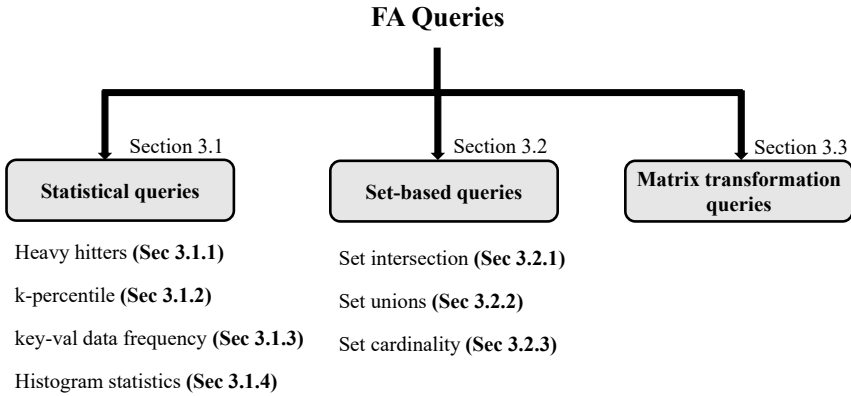 FA Queries
Section 3.1
Section 3.2
Section 3.3
Statistical queries
Set-based queries
Matrix transformation
queries
Heavy hitters (Sec 3.1.1)
k-percentile (Sec 3.1.2)
key-val data frequency (Sec 3.1.3)
Histogram statistics (Sec 3.1.4)
Set intersection (Sec 3.2.1)
Set unions (Sec 3.2.2)
Set cardinality (Sec 3.2.3)